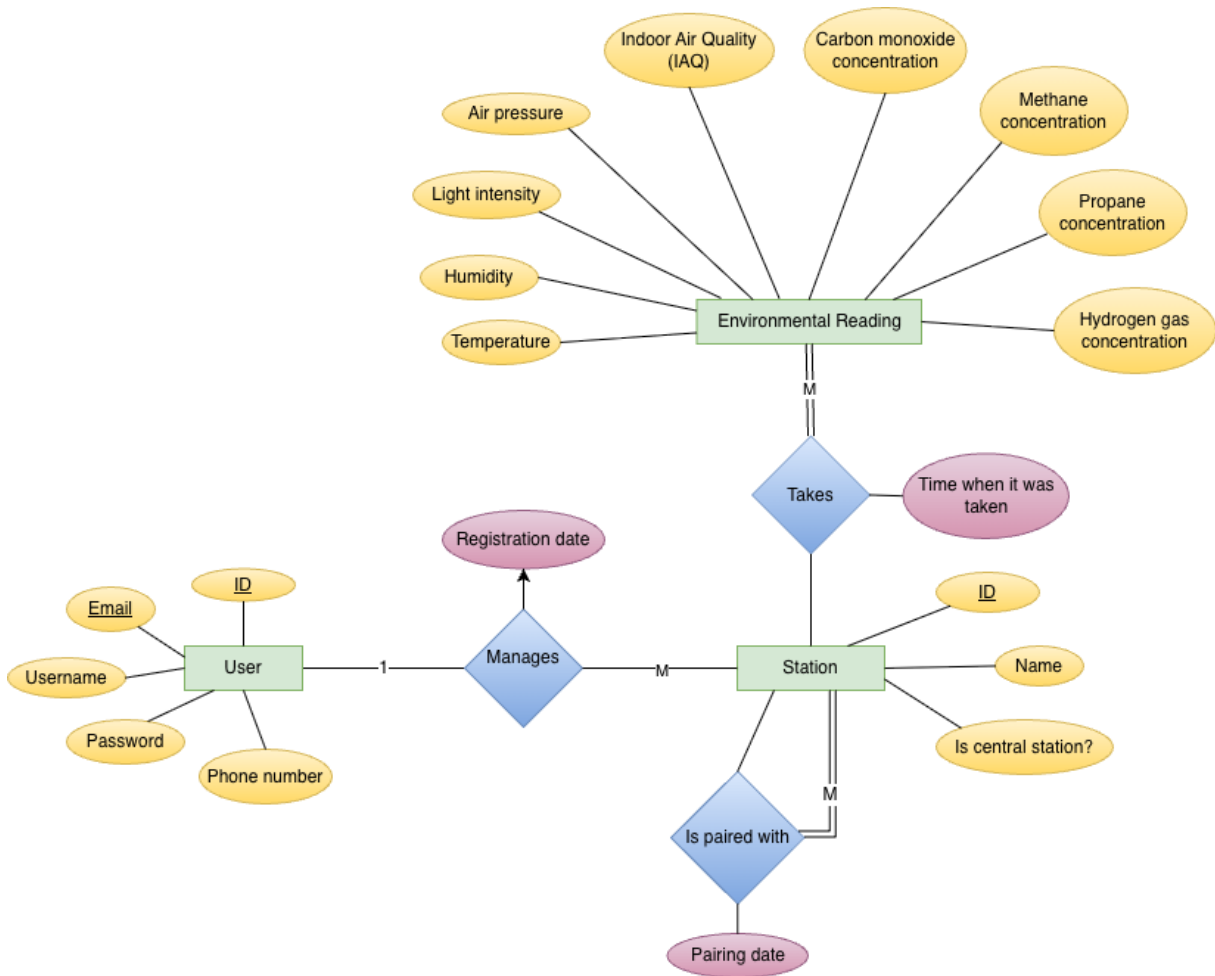 Indoor Air Quality
(IAQ)
Carbon monoxide
concentration
Air pressure
Methane
concentration
Light intensity
Propane
concentration
Humidity
Environmental Reading
Temperature
Hydrogen gas
concentration
M
Takes
Time when it was
taken
Registration date
ID
Email
ID
Username
User
1
Manages
M
Station
Name
Password
Is central station?
Phone number
M
Is paired with
Pairing date